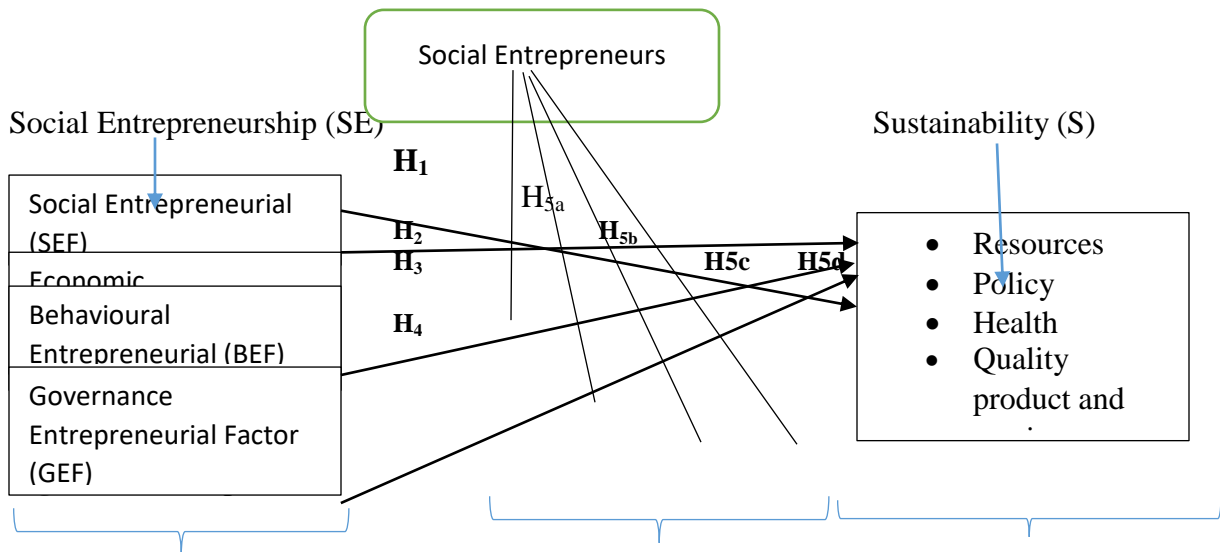 Social Entrepreneurs
Social Entrepreneurship (SE)
Sustainability (S)
H1
Social Entrepreneurial
(SEF)
H5a
H2
H5b
H3
H5c
H5d
Economic
Behavioural
Entrepreneurial (BEF)
H4
Governance
Entrepreneurial Factor
(GEF)
• Resources
• Policy
• Health
• Quality
product and